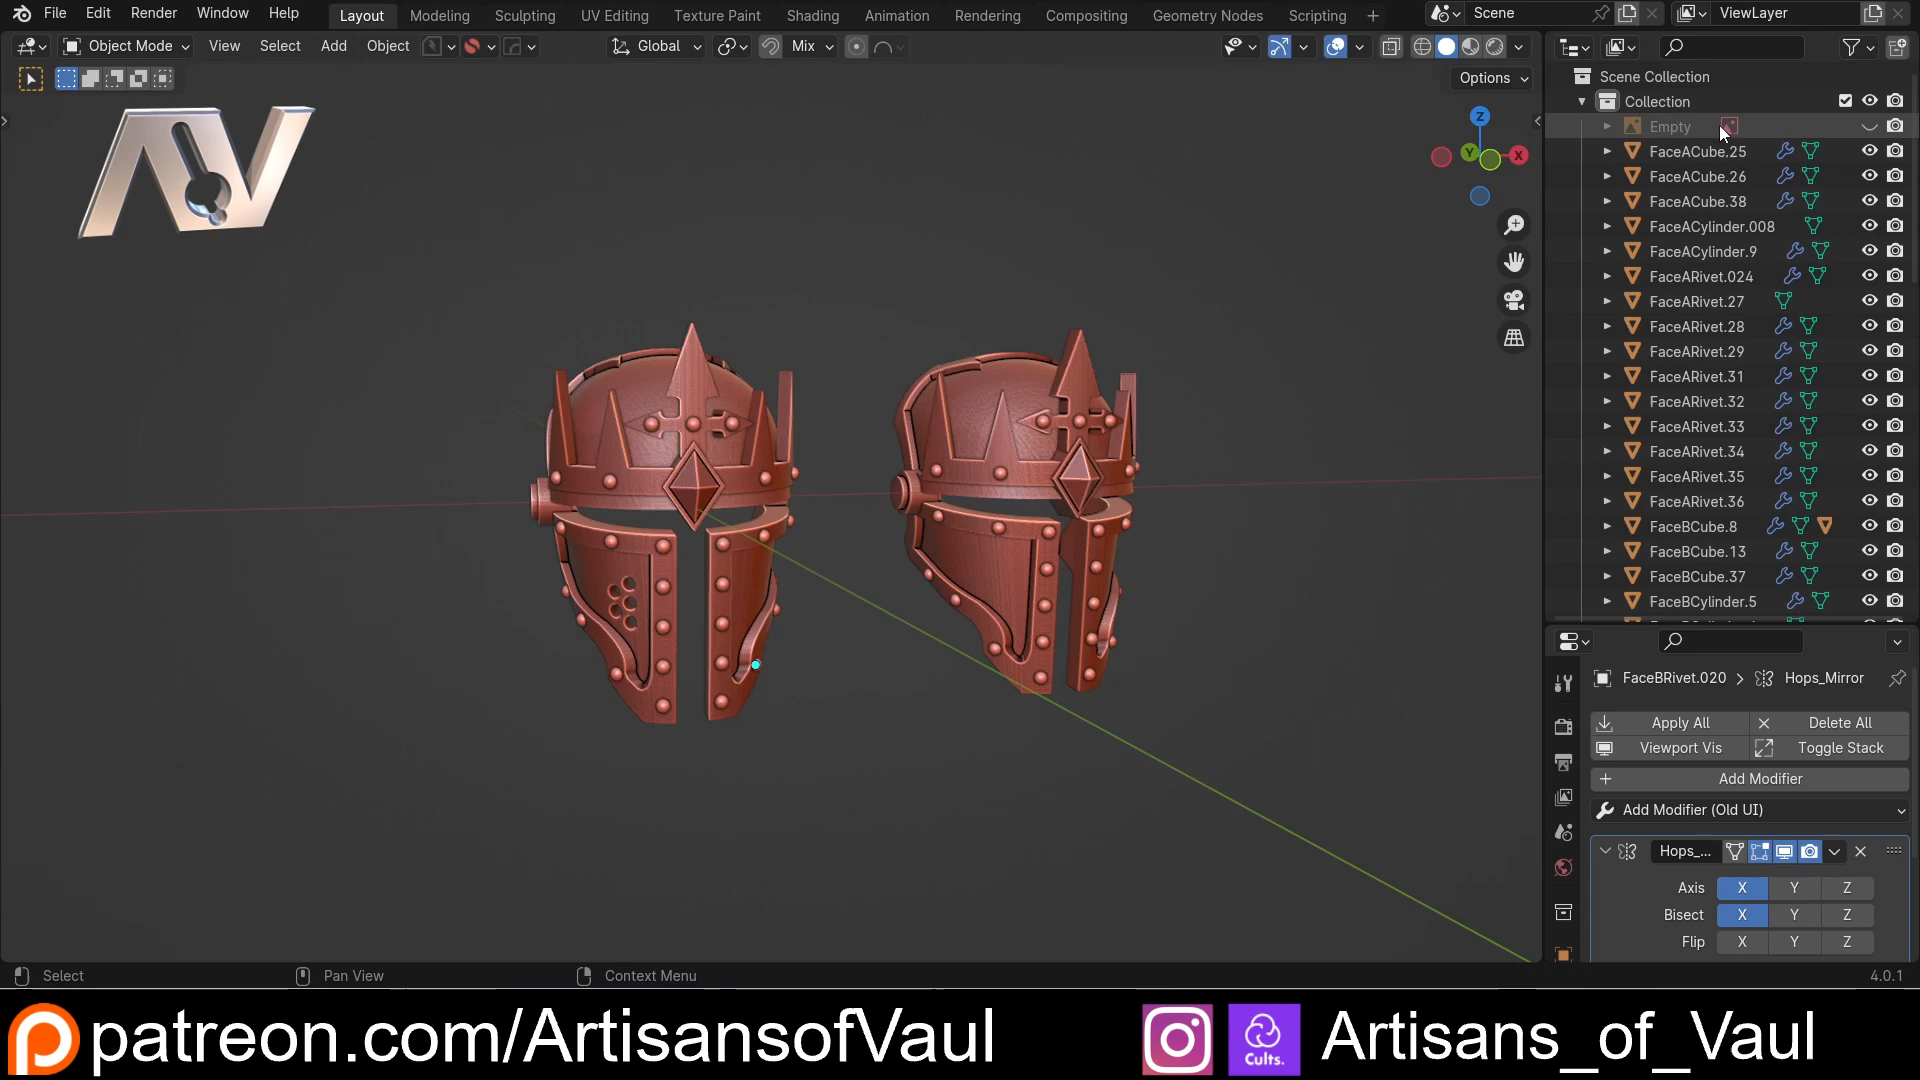 File Edit Render Window Help Layout Modeling Sculpting UV Editing Texture Paint Shading Animation Rendering Compositing Geometry Nodes Scripting + Scene ViewLayer
Object Mode View Select Add Object Global Mix
Options
Z
Y X
Scene Collection
Collection
Empty
FaceACube.25
FaceACube.26
FaceACube.38
FaceACylinder.008
FaceACylinder.9
FaceARivet.024
FaceARivet.27
FaceARivet.28
FaceARivet.29
FaceARivet.31
FaceARivet.32
FaceARivet.33
FaceARivet.34
FaceARivet.35
FaceARivet.36
FaceBCube.8
FaceBCube.13
FaceBCube.37
FaceBCylinder.5
FaceBRivet.020 > Hops_Mirror
Apply All Delete All
Viewport Vis Toggle Stack
Add Modifier
Add Modifier (Old UI)
Hops_...
Axis X Y Z
Bisect X Y Z
Flip X Y Z
Select Pan View Context Menu 4.0.1
patreon.com/ArtisansofVaul Cults. Artisans_of_Vaul